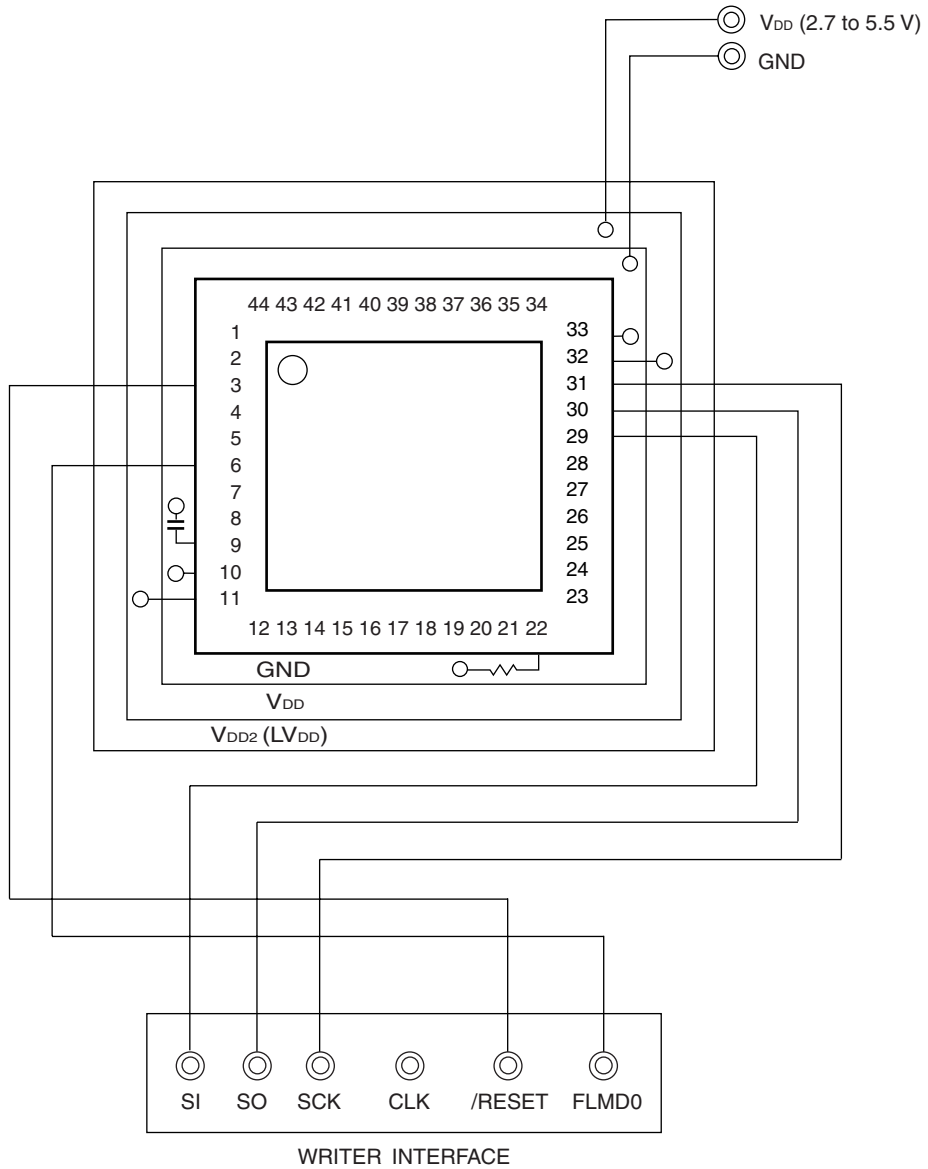 VDD (2.7 to 5.5 V)
GND
44 43 42 41 40 39 38 37 36 35 34
1
2
3
4
5
6
7
8
9
10
11
33
32
31
30
29
28
27
26
25
24
23
12 13 14 15 16 17 18 19 20 21 22
GND
VDD
VDD2 (LVDD)
SI SO SCK CLK /RESET FLMD0
WRITER INTERFACE